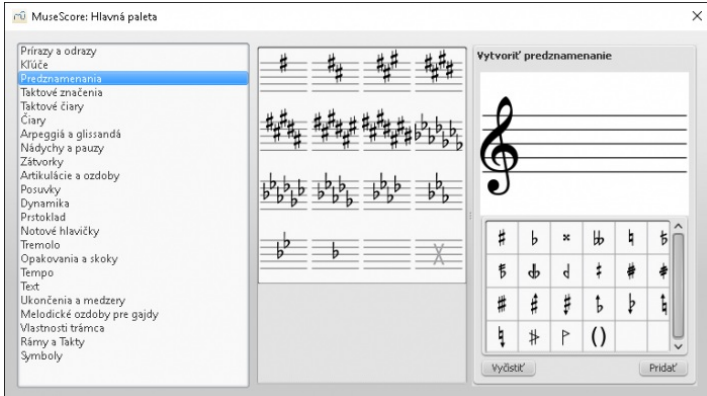 MuseScore: Hlavná paleta
Prírazy a odrazy
Kľúče
Predznamenania
Taktové značenia
Taktové čiary
Čiary
Arpeggiá a glissandá
Nádychy a pauzy
Zátvorky
Artikulácie a ozdoby
Posuvky
Dynamika
Prstoklad
Notové hlavičky
Tremolo
Opakovania a skoky
Tempo
Text
Ukončenia a medzery
Melodické ozdoby pre gajdy
Vlastnosti trámca
Rámy a Takty
Symboly
Vytvoriť predznamenanie
Vyčistiť
Pridať